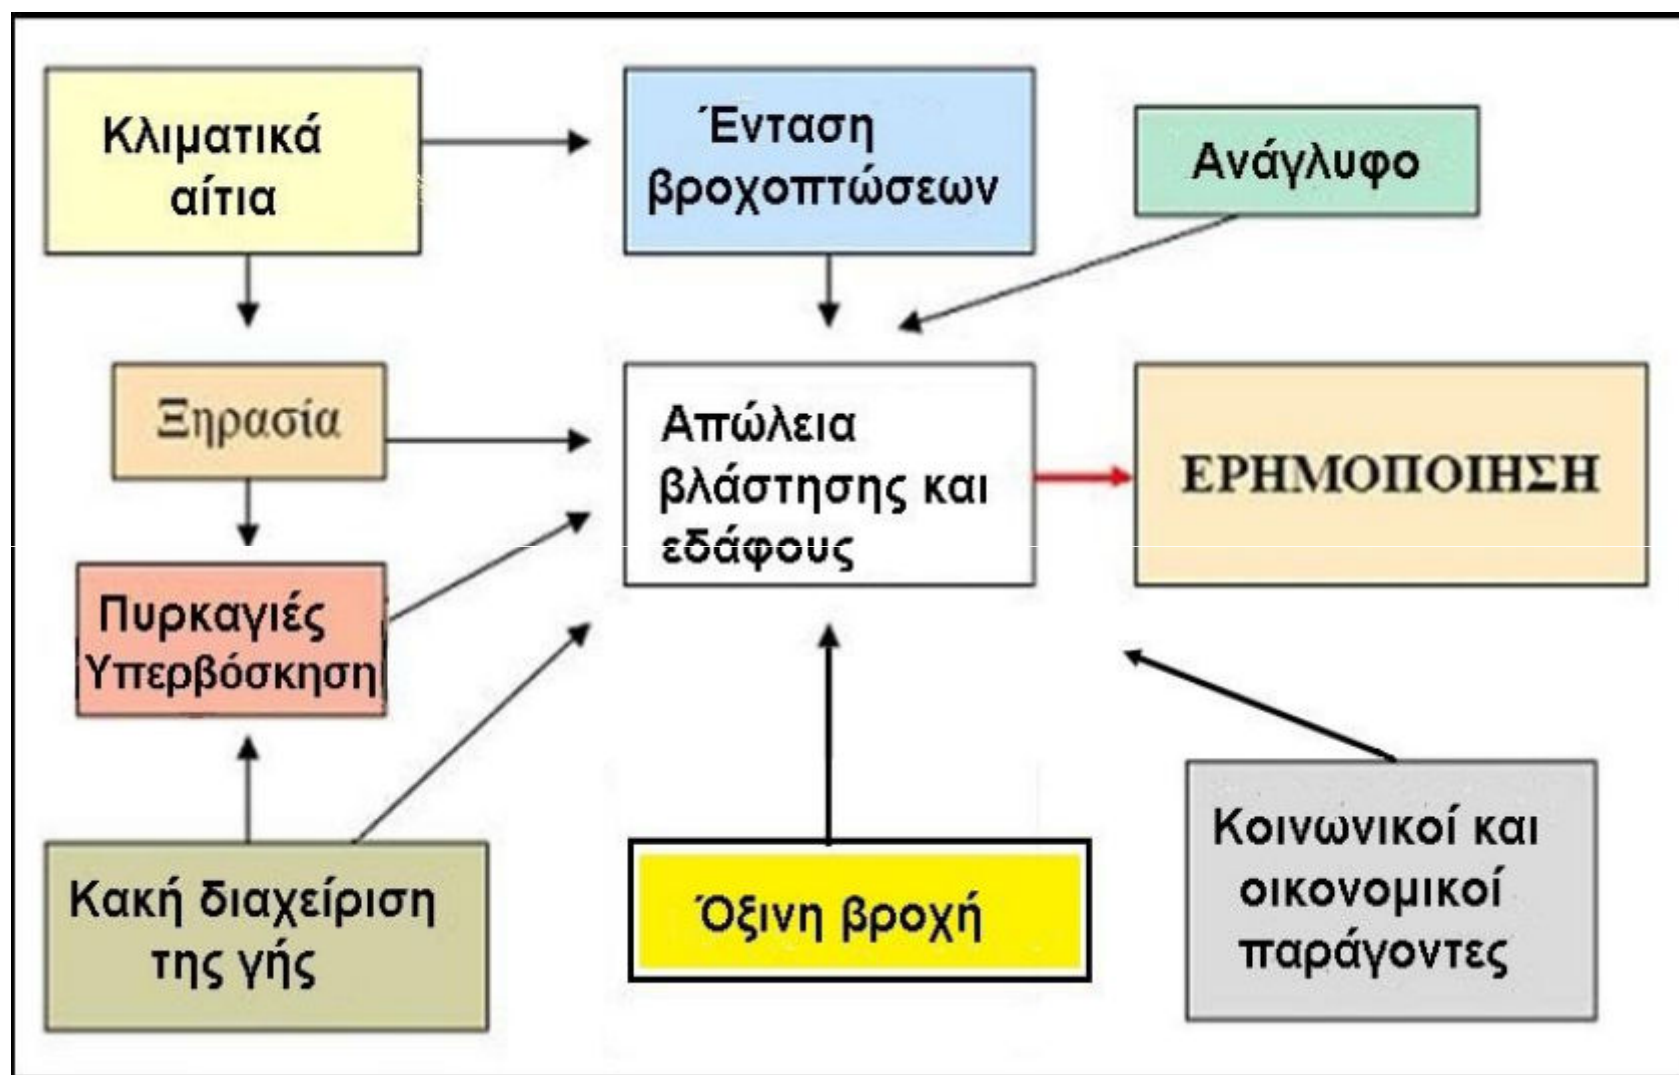 Κλιματικά
αίτια
Ένταση
βροχοπτώσεων
Ανάγλυφο
Ξηρασία
Απώλεια
βλάστησης και
εδάφους
ΕΡΗΜΟΠΟΙΗΣΗ
Πυρκαγιές
Υπερβόσκηση
Κακή διαχείριση
της γής
Όξινη βροχή
Κοινωνικοί και
οικονομικοί
παράγοντες